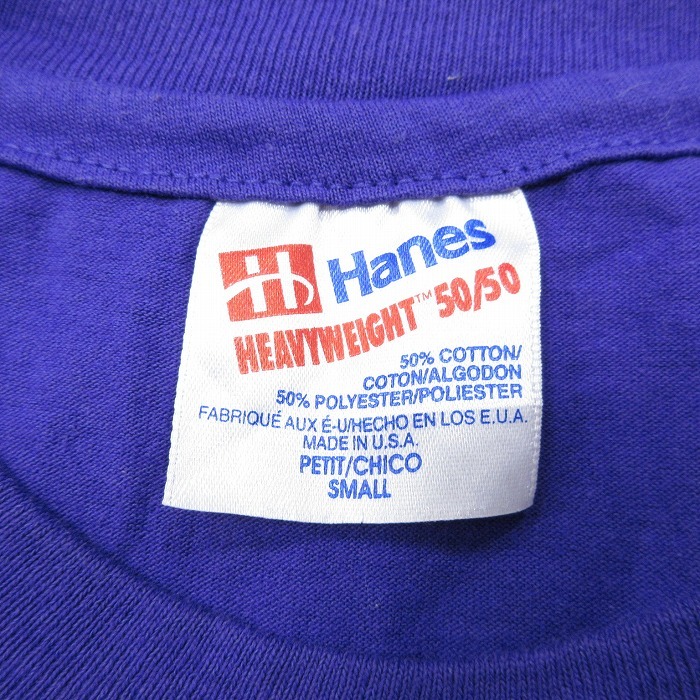 H Hanes
HEAVYWEIGHT™ 50/50
50% COTTON/
COTON/ALGODON
50% POLYESTER/POLIESTER
FABRIQUÉ AUX É-U/HECHO EN LOS E.U.A.
MADE IN U.S.A.
PETIT/CHICO
SMALL